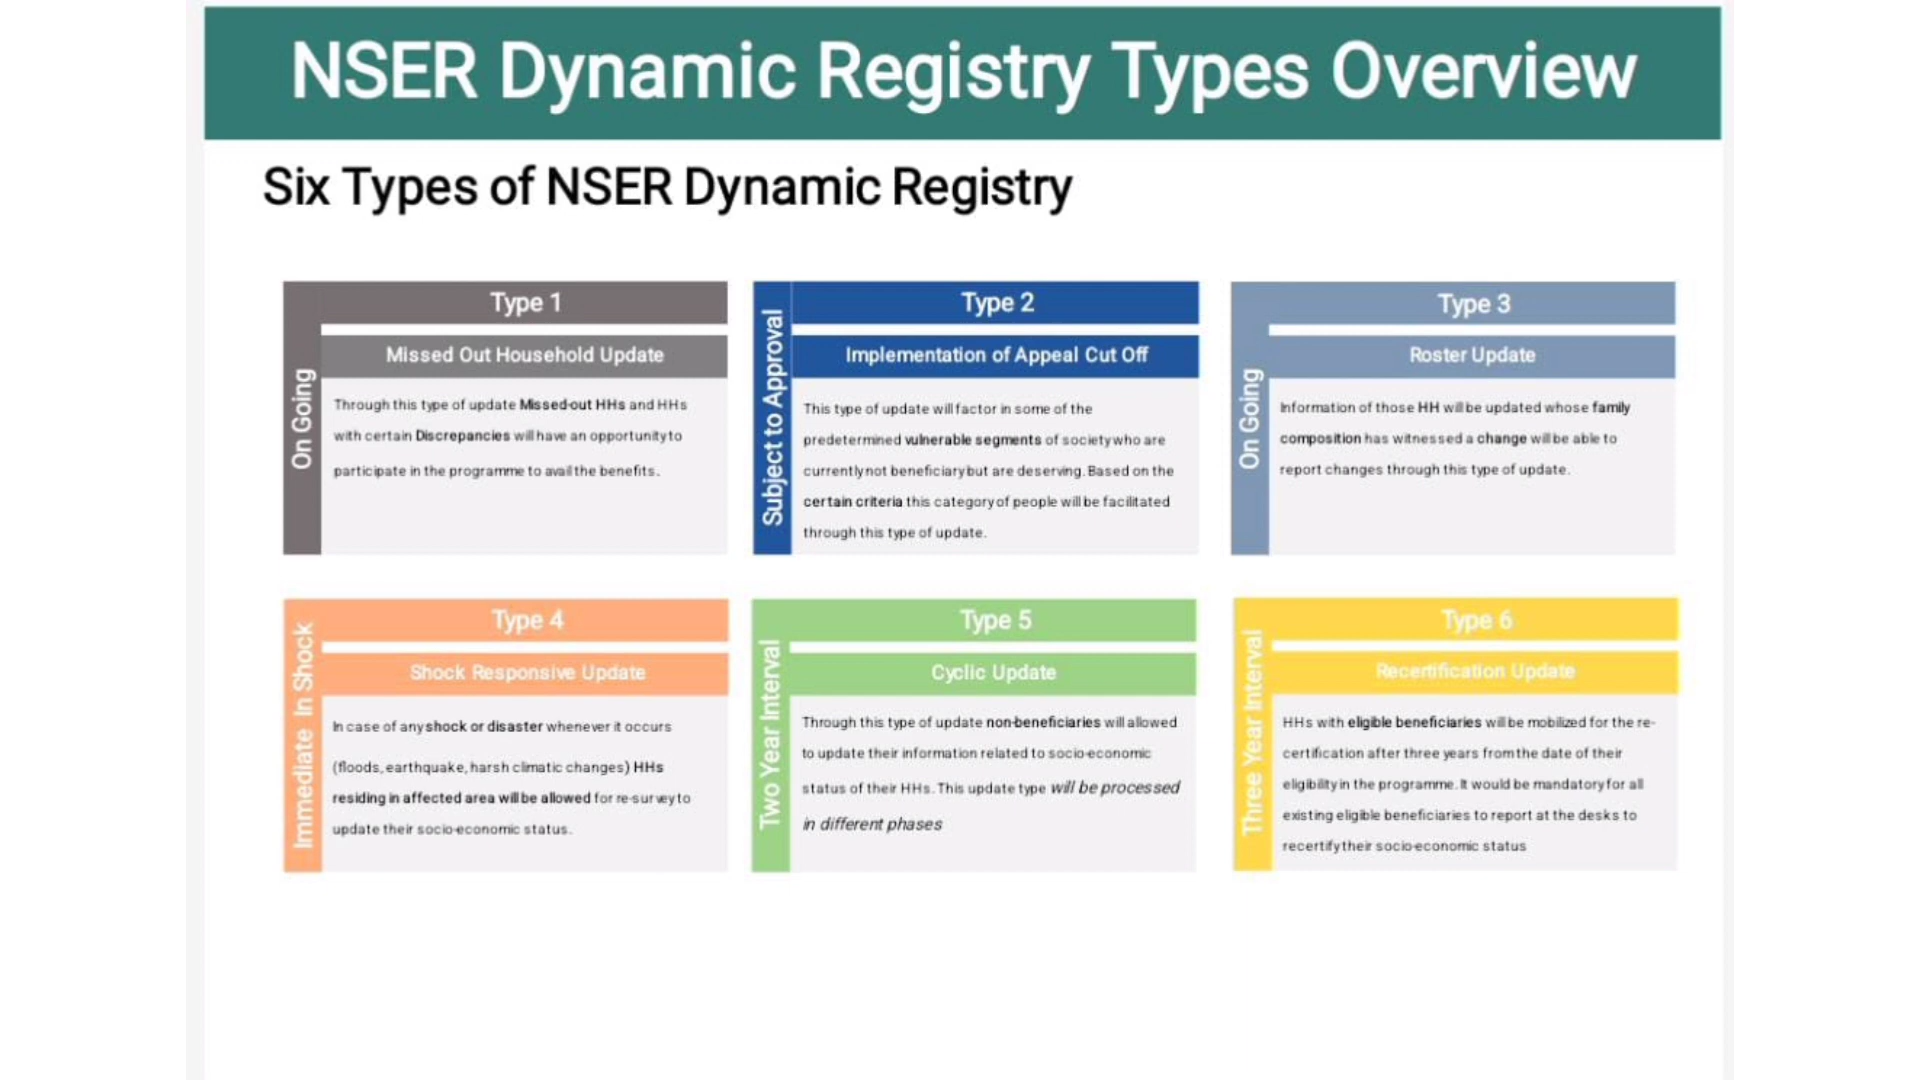 NSER Dynamic Registry Types Overview
Six Types of NSER Dynamic Registry
On Going
Type 1
Missed Out Household Update
Through this type of update Missed-out HHs and HHs
with certain Discrepancies will have an opportunity to
participate in the programme to avail the benefits.
Subject to Approval
Type 2
Implementation of Appeal Cut Off
This type of update will factor in some of the
predetermined vulnerable segments of society who are
currently not beneficiary but are deserving. Based on the
certain criteria this category of people will be facilitated
through this type of update.
On Going
Type 3
Roster Update
Information of those HH will be updated whose family
composition has witnessed a change will be able to
report changes through this type of update.
Immediate In Shock
Type 4
Shock Responsive Update
In case of any shock or disaster whenever it occurs
(floods, earthquake, harsh climatic changes) HHs
residing in affected area will be allowed for re-survey to
update their socio-economic status.
Two Year Interval
Type 5
Cyclic Update
Through this type of update non-beneficiaries will allowed
to update their information related to socio-economic
status of their HHs. This update type will be processed
in different phases
Three Year Interval
Type 6
Recertification Update
HHs with eligible beneficiaries will be mobilized for the re-
certification after three years from the date of their
eligibility in the programme. It would be mandatory for all
existing eligible beneficiaries to report at the desks to
recertify their socio-economic status